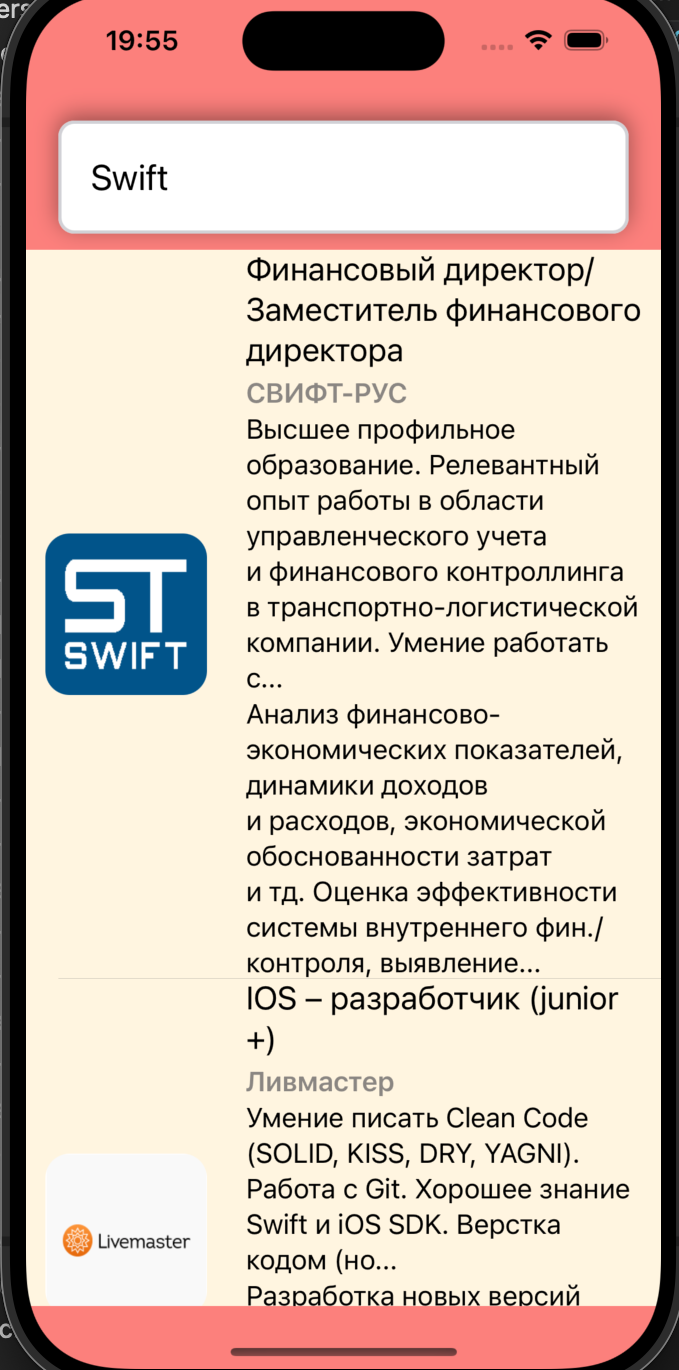 ers
19:55
Swift
Финансовый директор/
Заместитель финансового
директора
СВИФТ-РУС
Высшее профильное
образование. Релевантный
опыт работы в области
управленческого учета
и финансового контроллинга
в транспортно-логистической
компании. Умение работать
с...
ST
SWIFT
Анализ финансово-
экономических показателей,
динамики доходов
и расходов, экономической
обоснованности затрат
и тд. Оценка эффективности
системы внутреннего фин./
контроля, выявление...
IOS – разработчик (junior
+)
Ливмастер
Умение писать Clean Code
(SOLID, KISS, DRY, YAGNI).
Работа с Git. Хорошее знание
Swift и iOS SDK. Верстка
кодом (но...
Livemaster
Разработка новых версий